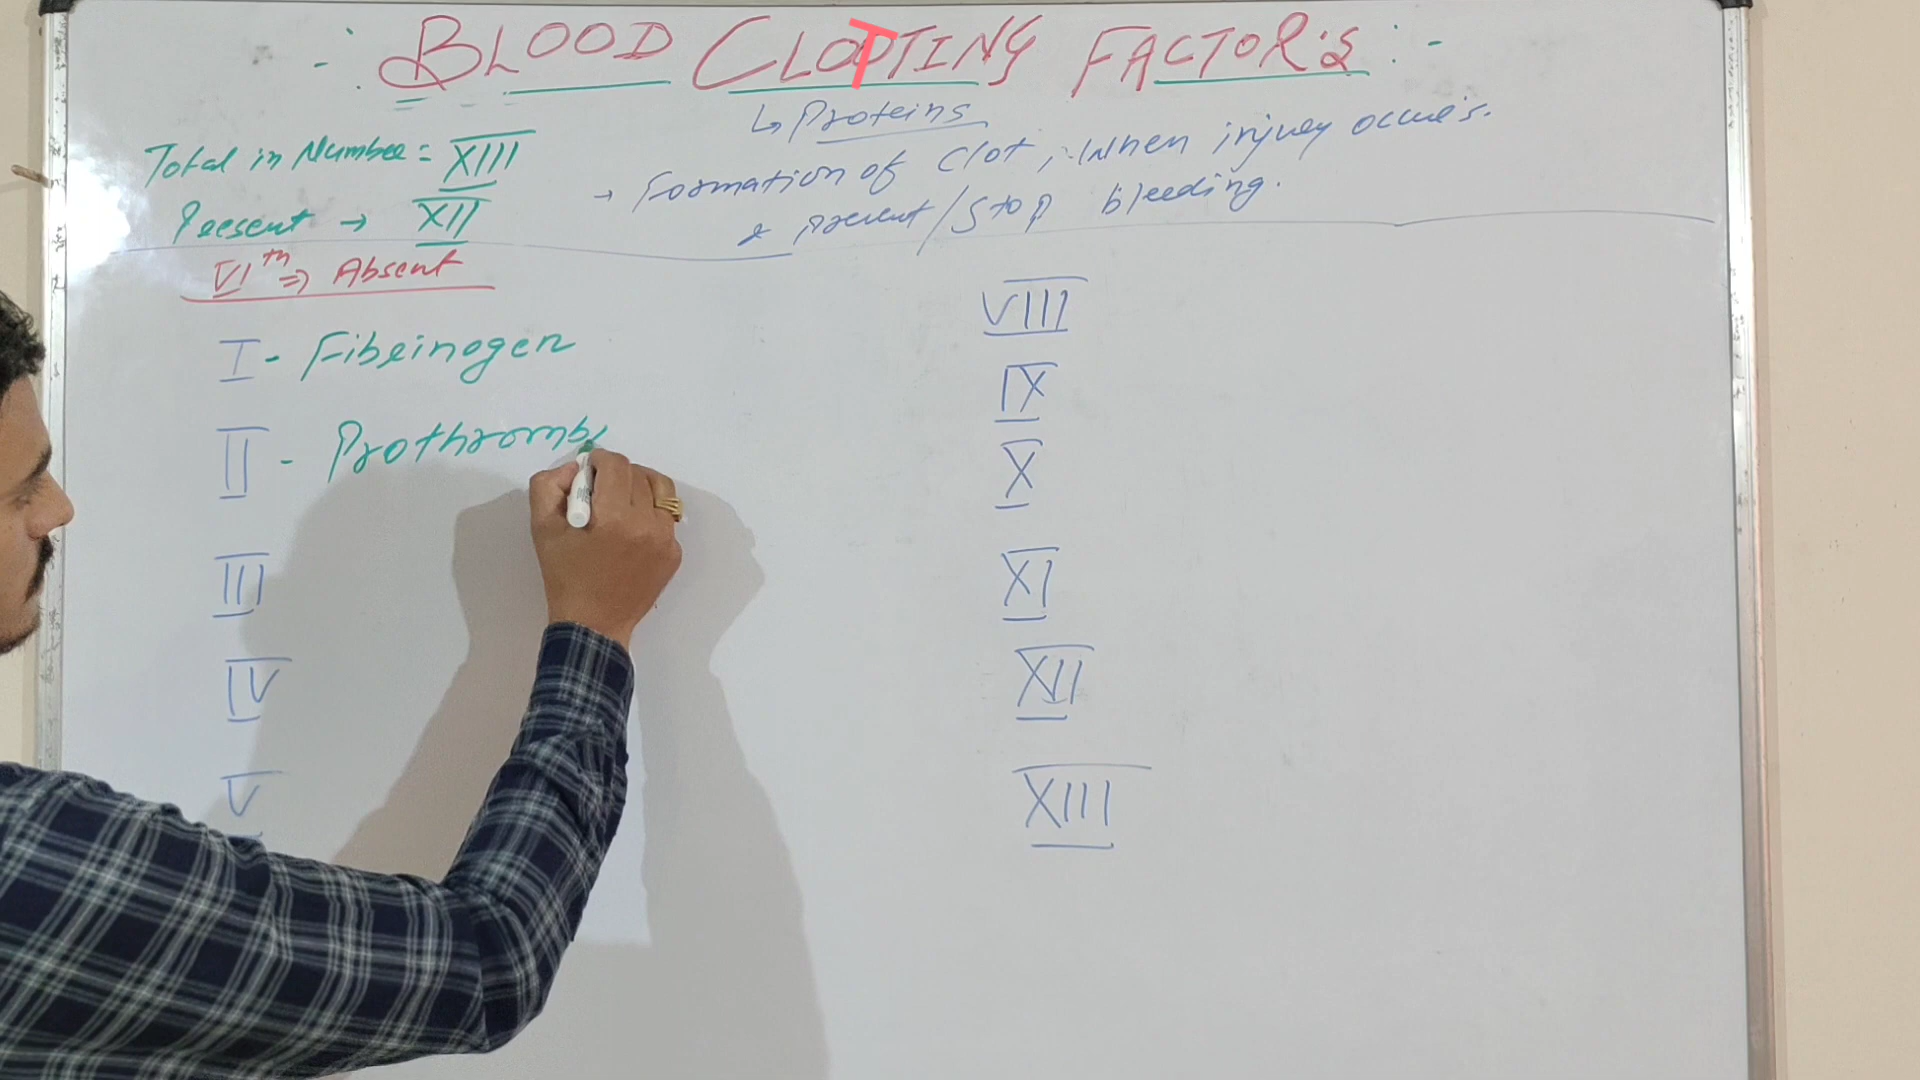 BLOOD CLOTTING FACTOR'S
↳ Proteins
Total in Number = XIII
→ Formation of Clot, When injury occurs.
Present → XII
& prevent/Stop bleeding.
VIth ⇒ Absent
I - Fibrinogen
II - Prothrombi
III
IV
V
VIII
IX
X
XI
XII
XIII